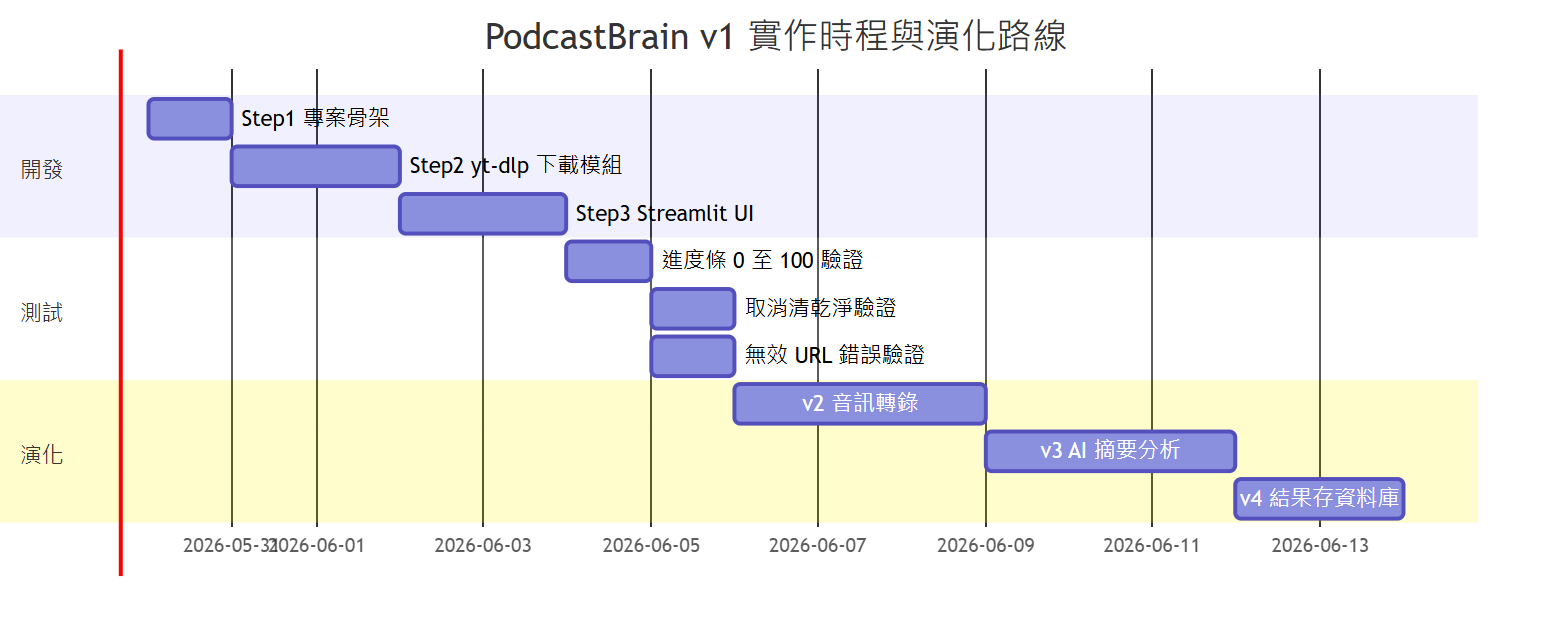 PodcastBrain v1 實作時程與演化路線
開發
Step1 專案骨架
Step2 yt-dlp 下載模組
Step3 Streamlit UI
測試
進度條 0 至 100 驗證
取消清乾淨驗證
無效 URL 錯誤驗證
演化
v2 音訊轉錄
v3 AI 摘要分析
v4 結果存資料庫
2026-05-31
2026-06-01
2026-06-03
2026-06-05
2026-06-07
2026-06-09
2026-06-11
2026-06-13